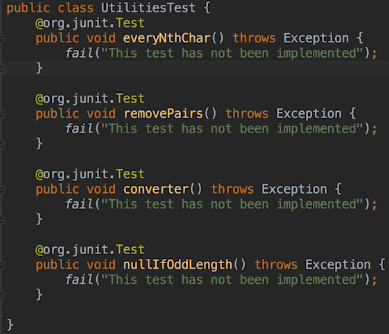 public class UtilitiesTest {
    @org.junit.Test
    public void everyNthChar() throws Exception {
        fail("This test has not been implemented");
    }

    @org.junit.Test
    public void removePairs() throws Exception {
        fail("This test has not been implemented");
    }

    @org.junit.Test
    public void converter() throws Exception {
        fail("This test has not been implemented");
    }

    @org.junit.Test
    public void nullIfOddLength() throws Exception {
        fail("This test has not been implemented");
    }

}